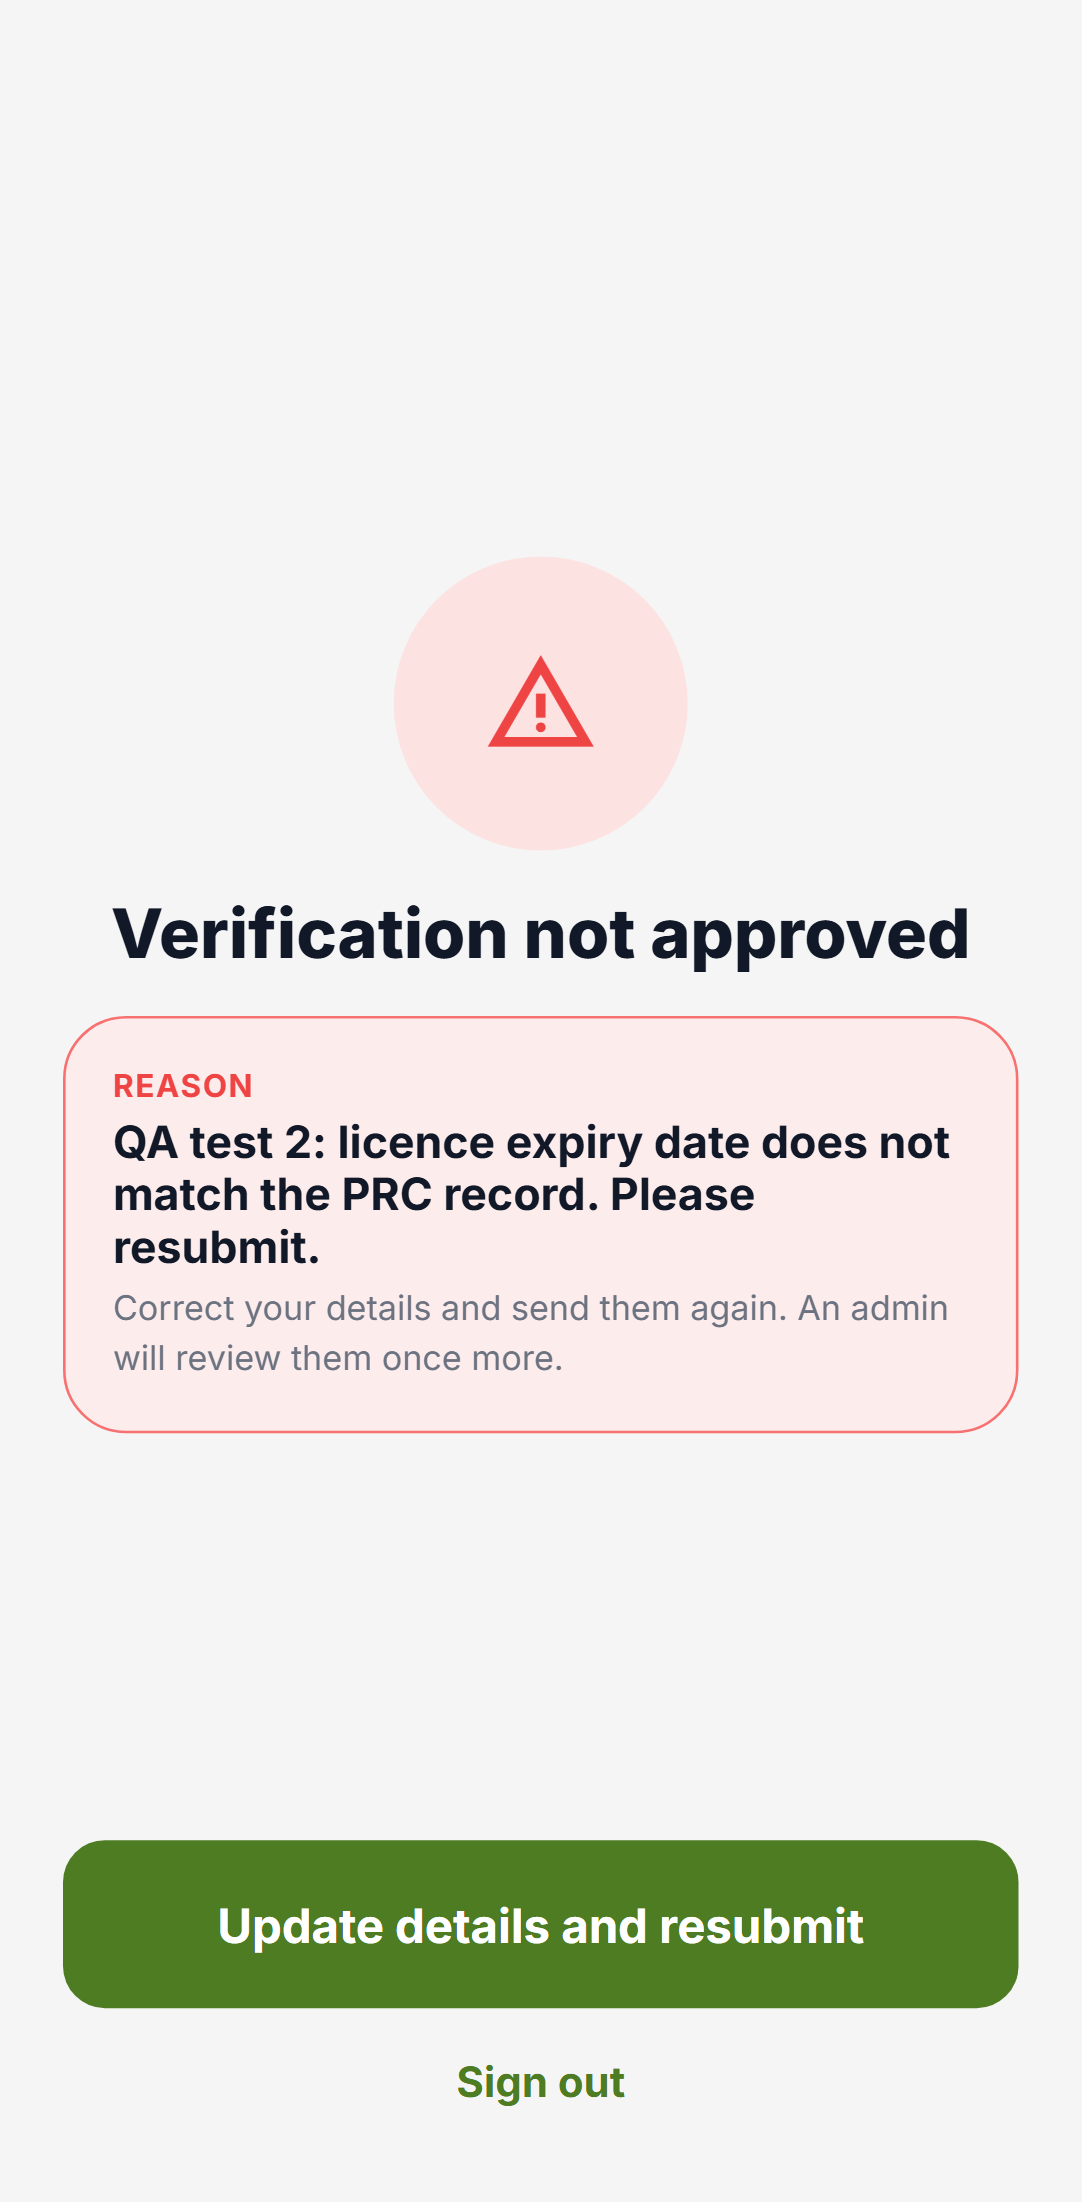 Verification not approved
REASON
QA test 2: licence expiry date does not
match the PRC record. Please
resubmit.
Correct your details and send them again. An admin
will review them once more.
Update details and resubmit
Sign out